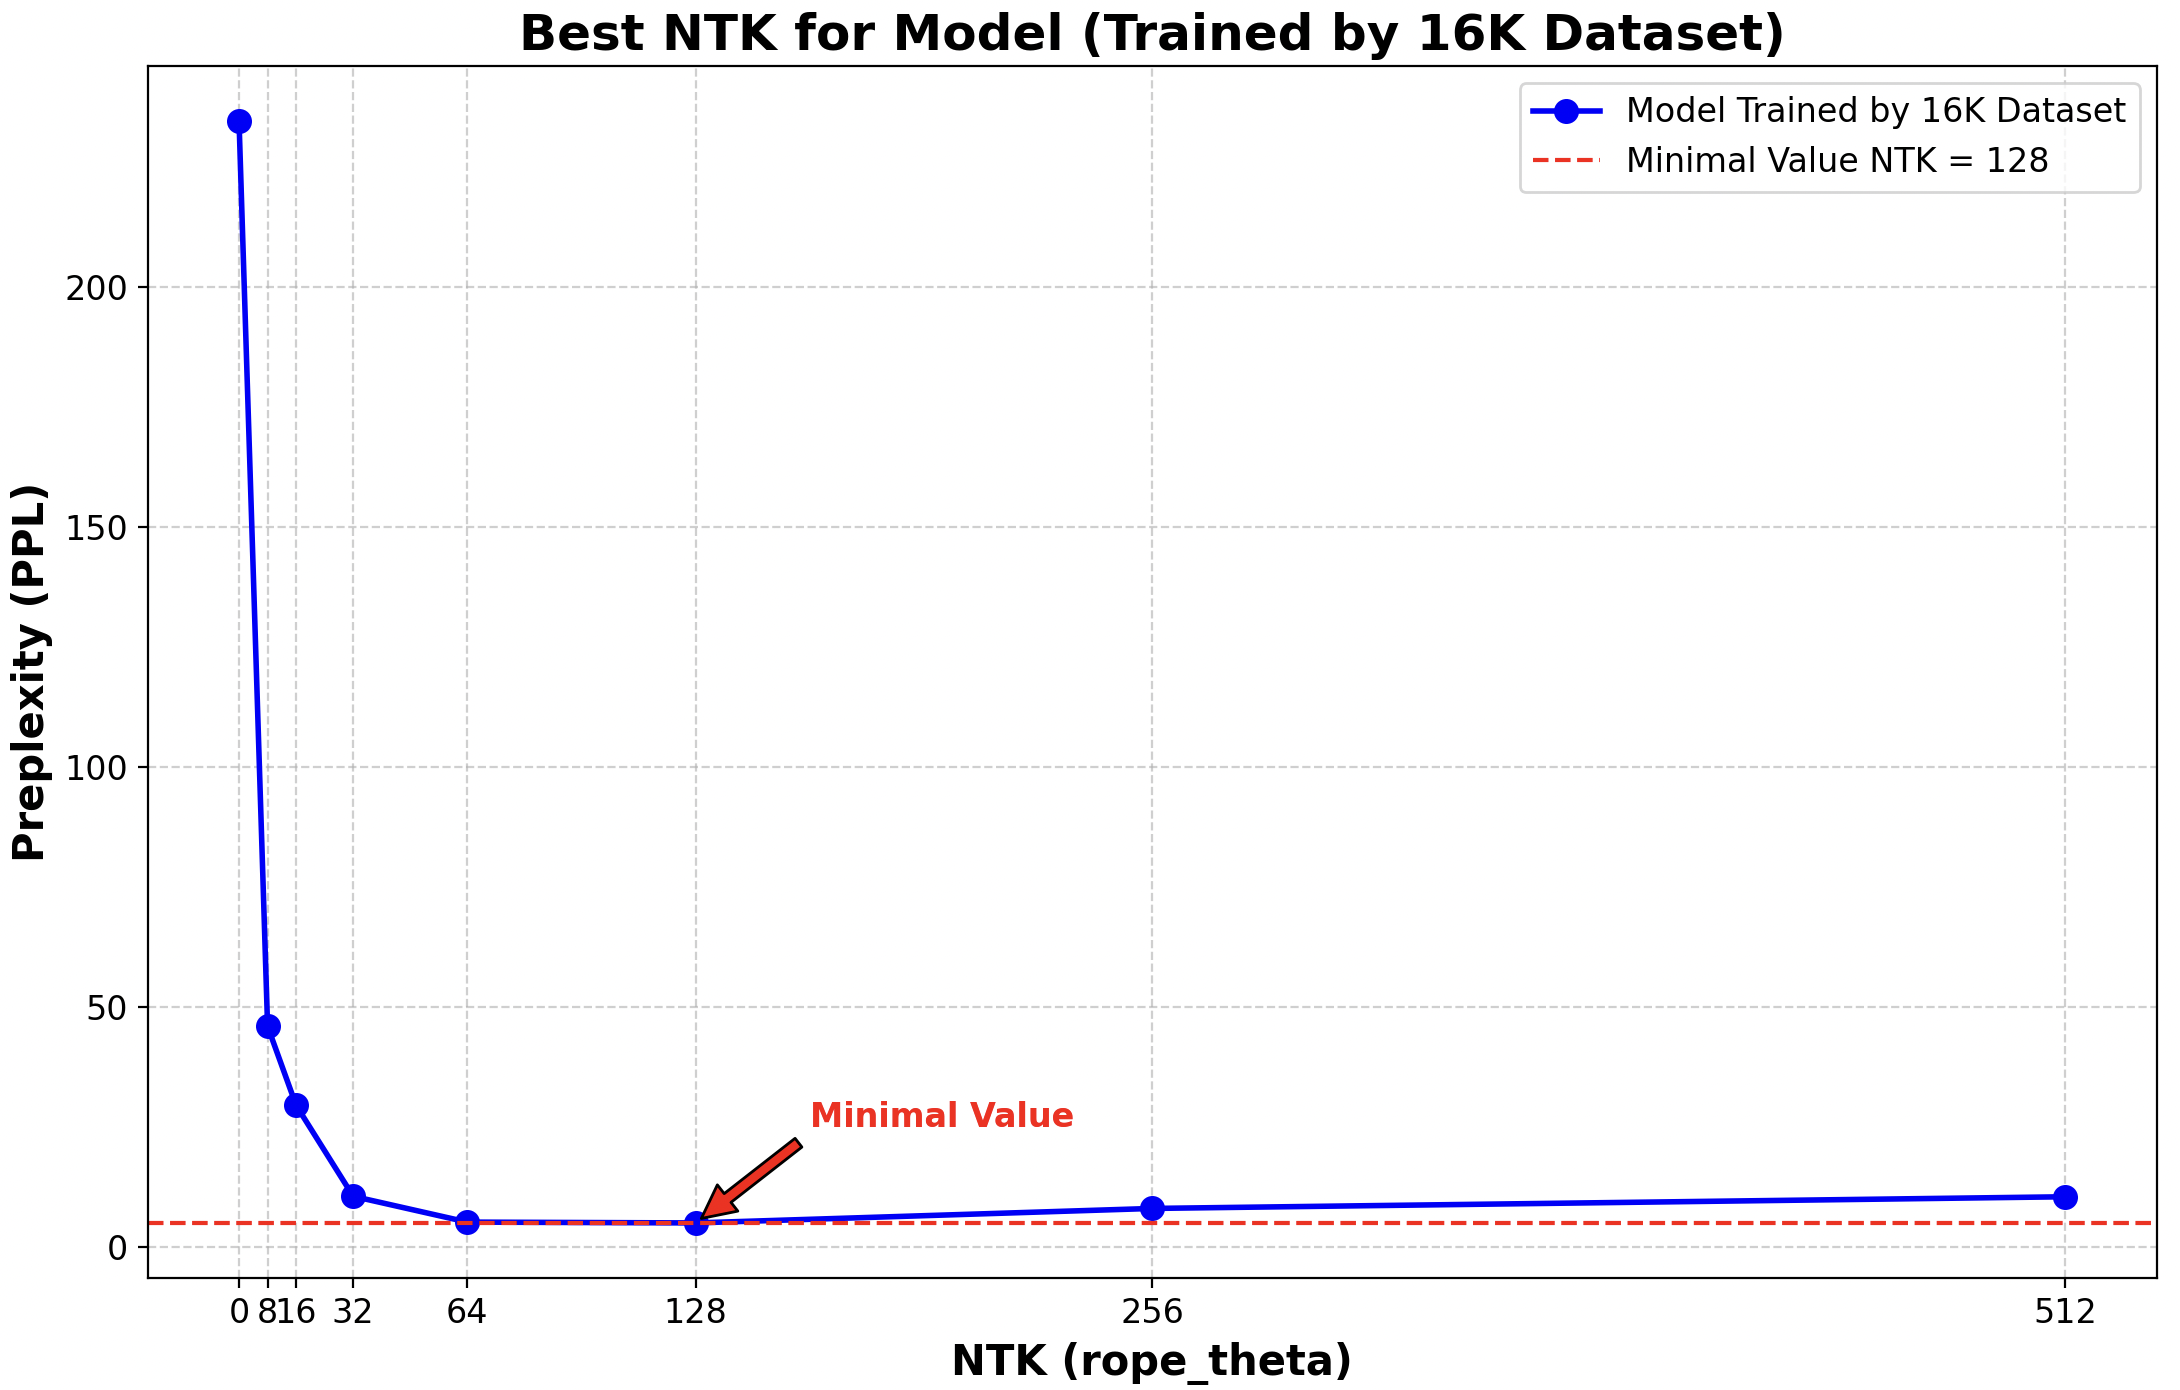 Best NTK for Model (Trained by 16K Dataset)
Model Trained by 16K Dataset
Minimal Value NTK = 128
Preplexity (PPL)
200
150
100
50
0
Minimal Value
0 8 16 32 64 128 256 512
NTK (rope_theta)